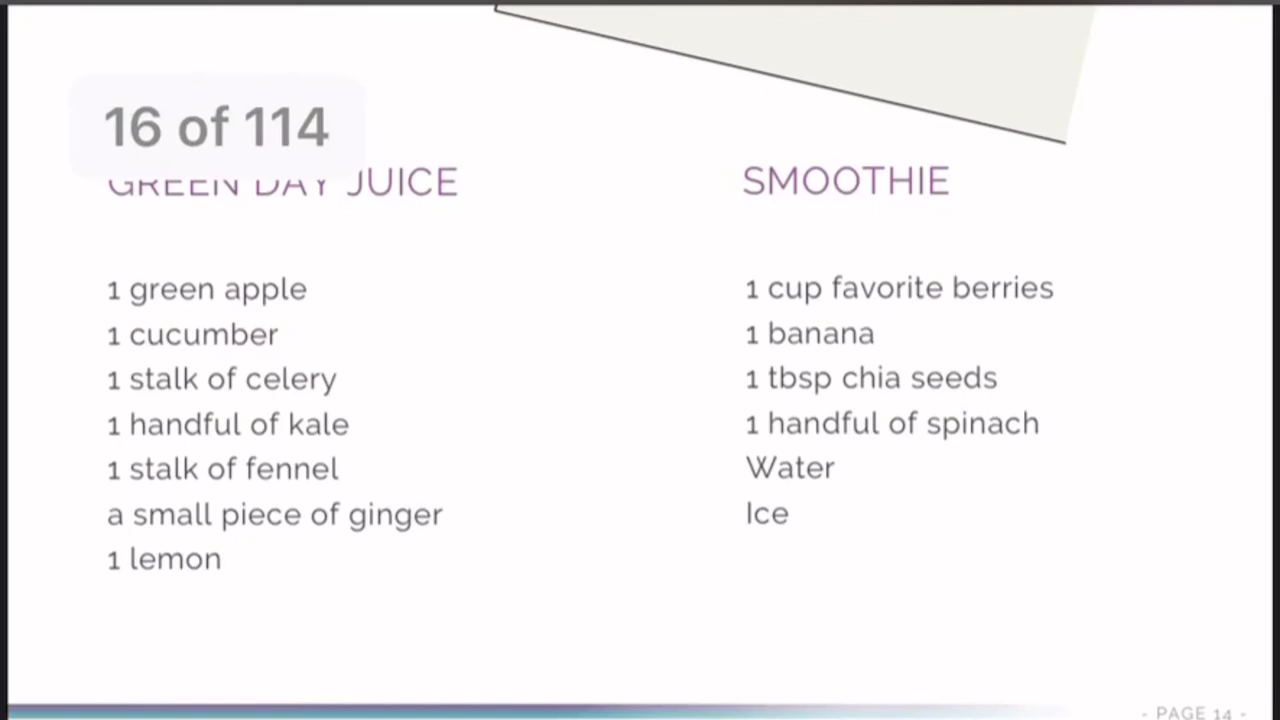 16 of 114
GREEN DAY JUICE
1 green apple
1 cucumber
1 stalk of celery
1 handful of kale
1 stalk of fennel
a small piece of ginger
1 lemon
SMOOTHIE
1 cup favorite berries
1 banana
1 tbsp chia seeds
1 handful of spinach
Water
Ice
- PAGE 14 -